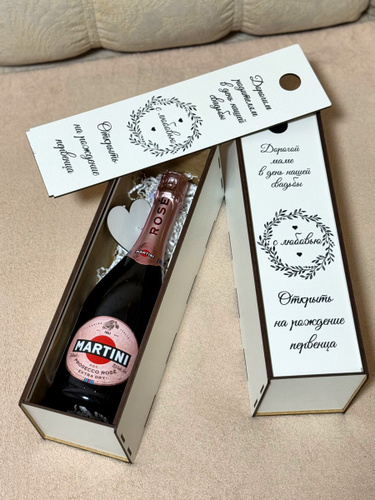 Дорогим
родителям
в день нашей
свадьбы
с любовью
Открыть
на рождение
первенца
Дорогой
маме
в день нашей
свадьбы
с любовью
Открыть
на рождение
первенца
ROSÉ
MARTINI
MARTINI
PROSECCO ROSÉ
EXTRA DRY